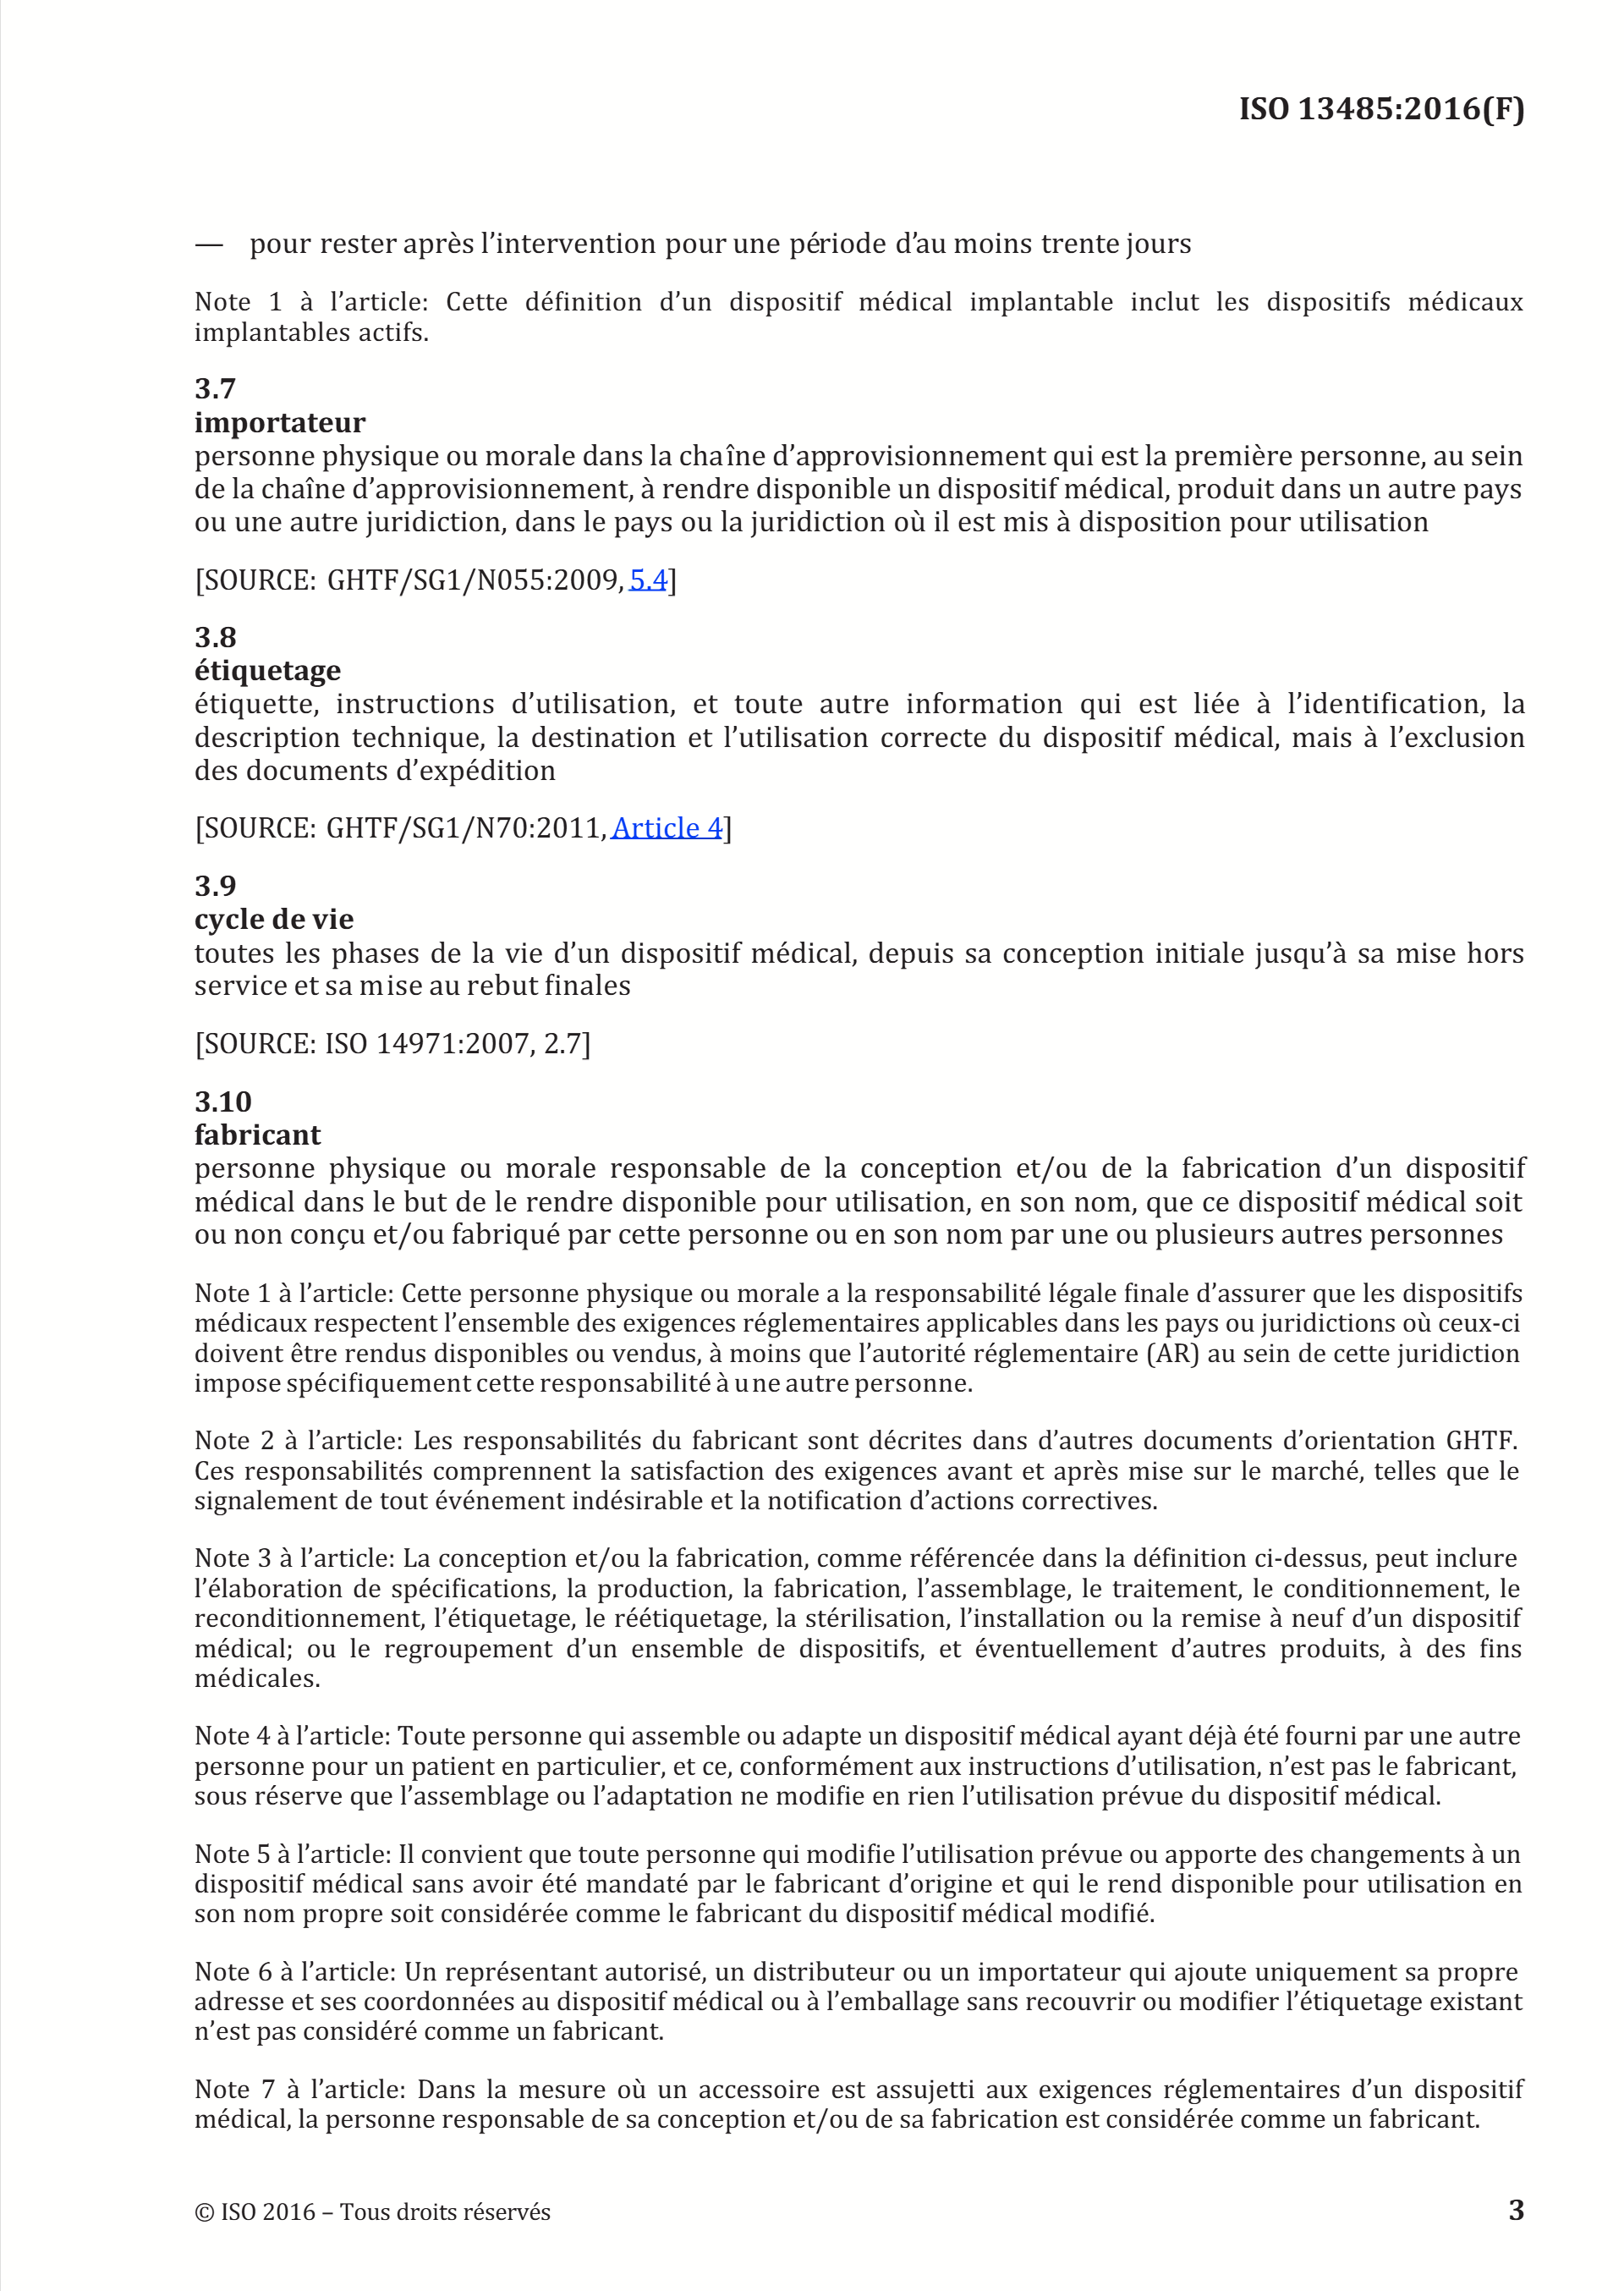 ISO 13485:2016(F)
— pour rester après l’intervention pour une période d’au moins trente jours
Note 1 à l’article: Cette définition d’un dispositif médical implantable inclut les dispositifs médicaux
implantables actifs.
3.7
importateur
personne physique ou morale dans la chaîne d’approvisionnement qui est la première personne, au sein
de la chaîne d’approvisionnement, à rendre disponible un dispositif médical, produit dans un autre pays
ou une autre juridiction, dans le pays ou la juridiction où il est mis à disposition pour utilisation
[SOURCE: GHTF/SG1/N055:2009, 5.4]
3.8
étiquetage
étiquette, instructions d’utilisation, et toute autre information qui est liée à l’identification, la
description technique, la destination et l’utilisation correcte du dispositif médical, mais à l’exclusion
des documents d’expédition
[SOURCE: GHTF/SG1/N70:2011, Article 4]
3.9
cycle de vie
toutes les phases de la vie d’un dispositif médical, depuis sa conception initiale jusqu’à sa mise hors
service et sa mise au rebut finales
[SOURCE: ISO 14971:2007, 2.7]
3.10
fabricant
personne physique ou morale responsable de la conception et/ou de la fabrication d’un dispositif
médical dans le but de le rendre disponible pour utilisation, en son nom, que ce dispositif médical soit
ou non conçu et/ou fabriqué par cette personne ou en son nom par une ou plusieurs autres personnes
Note 1 à l’article: Cette personne physique ou morale a la responsabilité légale finale d’assurer que les dispositifs
médicaux respectent l’ensemble des exigences réglementaires applicables dans les pays ou juridictions où ceux-ci
doivent être rendus disponibles ou vendus, à moins que l’autorité réglementaire (AR) au sein de cette juridiction
impose spécifiquement cette responsabilité à une autre personne.
Note 2 à l’article: Les responsabilités du fabricant sont décrites dans d’autres documents d’orientation GHTF.
Ces responsabilités comprennent la satisfaction des exigences avant et après mise sur le marché, telles que le
signalement de tout événement indésirable et la notification d’actions correctives.
Note 3 à l’article: La conception et/ou la fabrication, comme référencée dans la définition ci-dessus, peut inclure
l’élaboration de spécifications, la production, la fabrication, l’assemblage, le traitement, le conditionnement, le
reconditionnement, l’étiquetage, le réétiquetage, la stérilisation, l’installation ou la remise à neuf d’un dispositif
médical; ou le regroupement d’un ensemble de dispositifs, et éventuellement d’autres produits, à des fins
médicales.
Note 4 à l’article: Toute personne qui assemble ou adapte un dispositif médical ayant déjà été fourni par une autre
personne pour un patient en particulier, et ce, conformément aux instructions d’utilisation, n’est pas le fabricant,
sous réserve que l’assemblage ou l’adaptation ne modifie en rien l’utilisation prévue du dispositif médical.
Note 5 à l’article: Il convient que toute personne qui modifie l’utilisation prévue ou apporte des changements à un
dispositif médical sans avoir été mandaté par le fabricant d’origine et qui le rend disponible pour utilisation en
son nom propre soit considérée comme le fabricant du dispositif médical modifié.
Note 6 à l’article: Un représentant autorisé, un distributeur ou un importateur qui ajoute uniquement sa propre
adresse et ses coordonnées au dispositif médical ou à l’emballage sans recouvrir ou modifier l’étiquetage existant
n’est pas considéré comme un fabricant.
Note 7 à l’article: Dans la mesure où un accessoire est assujetti aux exigences réglementaires d’un dispositif
médical, la personne responsable de sa conception et/ou de sa fabrication est considérée comme un fabricant.
© ISO 2016 – Tous droits réservés
3